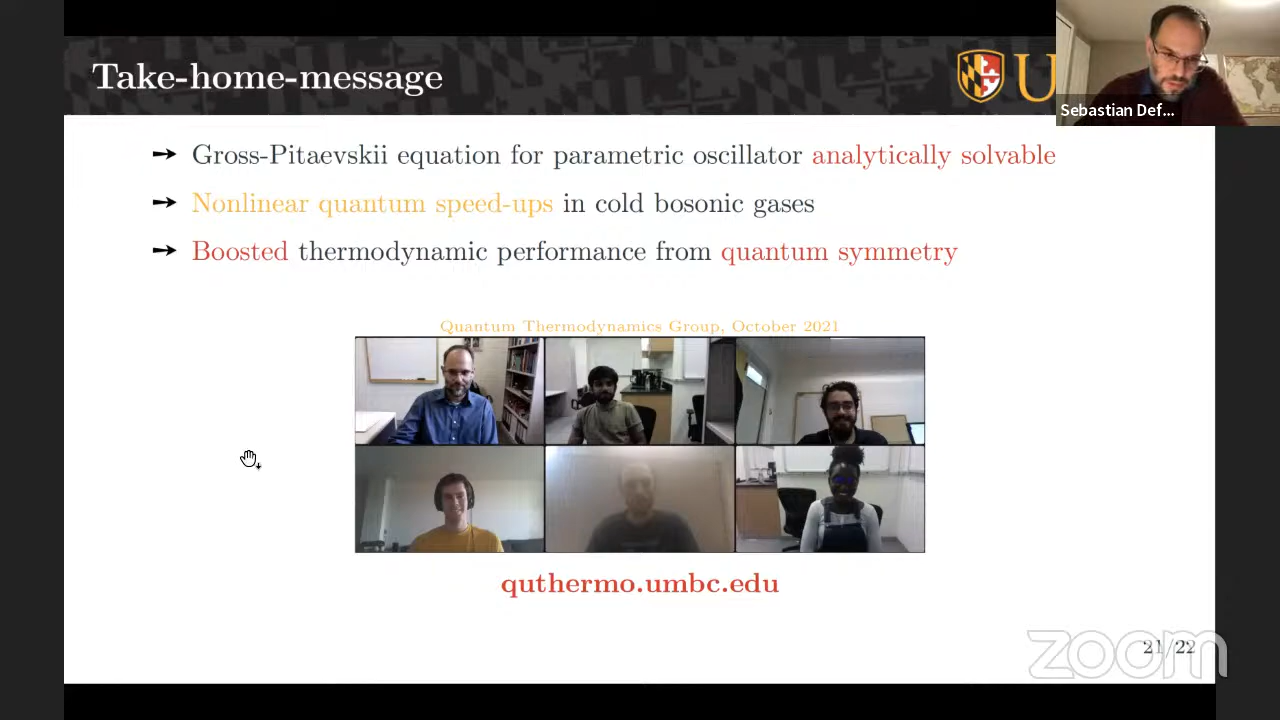 Take-home-message
U
Sebastian Def...
Gross-Pitaevskii equation for parametric oscillator analytically solvable
Nonlinear quantum speed-ups in cold bosonic gases
Boosted thermodynamic performance from quantum symmetry
Quantum Thermodynamics Group, October 2021
quthermo.umbc.edu
21/22
zoom